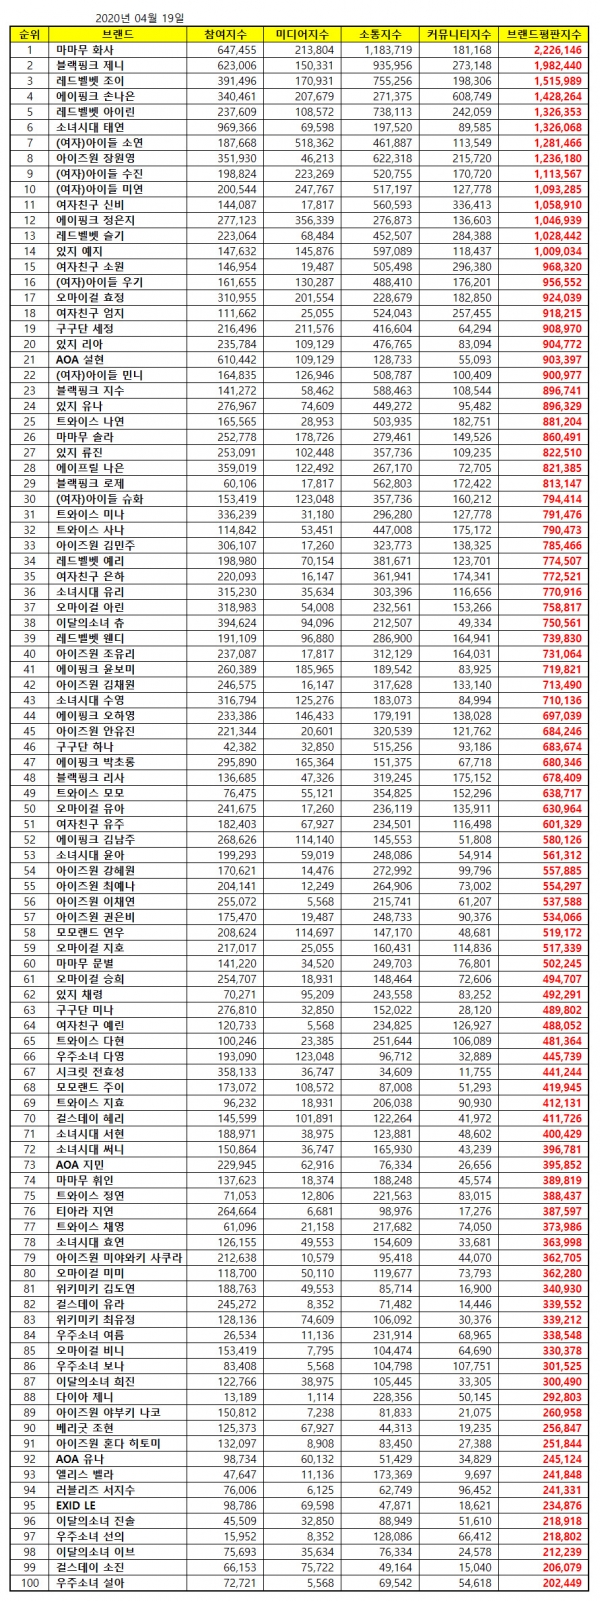 2020년 04월 19일
순위 브랜드 참여지수 미디어지수 소통지수 커뮤니티지수 브랜드평판지수
1 마마무 화사 647,455 213,804 1,183,719 181,168 2,226,146
2 블랙핑크 제니 623,006 150,331 935,956 273,148 1,982,440
3 레드벨벳 조이 391,496 170,931 755,256 198,306 1,515,989
4 에이핑크 손나은 340,461 207,679 271,375 608,749 1,428,264
5 레드벨벳 아이린 237,609 108,572 738,113 242,059 1,326,353
6 소녀시대 태연 969,366 69,598 197,520 89,585 1,326,068
7 (여자)아이들 소연 187,668 518,362 461,887 113,549 1,281,466
8 아이즈원 장원영 351,930 46,213 622,318 215,720 1,236,180
9 (여자)아이들 수진 198,824 223,269 520,755 170,720 1,113,567
10 (여자)아이들 미연 200,544 247,767 517,197 127,778 1,093,285
11 여자친구 신비 144,087 17,817 560,593 336,413 1,058,910
12 에이핑크 정은지 277,123 356,339 276,873 136,603 1,046,939
13 레드벨벳 슬기 223,064 68,484 452,507 284,388 1,028,442
14 있지 예지 147,632 145,876 597,089 118,437 1,009,034
15 여자친구 소원 146,954 19,487 505,498 296,380 968,320
16 (여자)아이들 우기 161,655 130,287 488,410 176,201 956,552
17 오마이걸 효정 310,955 201,554 228,679 182,850 924,039
18 여자친구 엄지 111,662 25,055 524,043 257,455 918,215
19 구구단 세정 216,496 211,576 416,604 64,294 908,970
20 있지 리아 235,784 109,129 476,765 83,094 904,772
21 AOA 설현 610,442 109,129 128,733 55,093 903,397
22 (여자)아이들 민니 164,835 126,946 508,787 100,409 900,977
23 블랙핑크 지수 141,272 58,462 588,463 108,544 896,741
24 있지 유나 276,967 74,609 449,272 95,482 896,329
25 트와이스 나연 165,565 28,953 503,935 182,751 881,204
26 마마무 솔라 252,778 178,726 279,461 149,526 860,491
27 있지 류진 253,091 102,448 357,736 109,235 822,510
28 에이프릴 나은 359,019 122,492 267,170 72,705 821,385
29 블랙핑크 로제 60,106 17,817 562,803 172,422 813,147
30 (여자)아이들 슈화 153,419 123,048 357,736 160,212 794,414
31 트와이스 미나 336,239 31,180 296,280 127,778 791,476
32 트와이스 사나 114,842 53,451 447,008 175,172 790,473
33 아이즈원 김민주 306,107 17,260 323,773 138,325 785,466
34 레드벨벳 예리 198,980 70,154 381,671 123,701 774,507
35 여자친구 은하 220,093 16,147 361,941 174,341 772,521
36 소녀시대 유리 315,230 35,634 303,396 116,656 770,916
37 오마이걸 아린 318,983 54,008 232,561 153,266 758,817
38 이달의소녀 츄 394,624 94,096 212,507 49,334 750,561
39 레드벨벳 웬디 191,109 96,880 286,900 164,941 739,830
40 아이즈원 조유리 237,087 17,817 312,129 164,031 731,064
41 에이핑크 윤보미 260,389 185,965 189,542 83,925 719,821
42 아이즈원 김채원 246,575 16,147 317,628 133,140 713,490
43 소녀시대 수영 316,794 125,276 183,073 84,994 710,136
44 에이핑크 오하영 233,386 146,433 179,191 138,028 697,039
45 아이즈원 안유진 221,344 20,601 320,539 121,762 684,246
46 구구단 하나 42,382 32,850 515,256 93,186 683,674
47 에이핑크 박초롱 295,890 165,364 151,375 67,718 680,346
48 블랙핑크 리사 136,685 47,326 319,245 175,152 678,409
49 트와이스 모모 76,475 55,121 354,825 152,296 638,717
50 오마이걸 유아 241,675 17,260 236,119 135,911 630,964
51 여자친구 유주 182,403 67,927 234,501 116,498 601,329
52 에이핑크 김남주 268,626 114,140 145,553 51,808 580,126
53 소녀시대 윤아 199,293 59,019 248,086 54,914 561,312
54 아이즈원 강혜원 170,621 14,476 272,992 99,796 557,885
55 아이즈원 최예나 204,141 12,249 264,906 73,002 554,297
56 아이즈원 이채연 255,072 5,568 215,741 61,207 537,588
57 아이즈원 권은비 175,470 19,487 248,733 90,376 534,066
58 모모랜드 연우 208,624 114,697 147,170 48,681 519,172
59 오마이걸 지호 217,017 25,055 160,431 114,836 517,339
60 마마무 문별 141,220 34,520 249,703 76,801 502,245
61 오마이걸 승희 254,707 18,931 148,464 72,606 494,707
62 있지 채령 70,271 95,209 243,558 83,252 492,291
63 구구단 미나 276,810 32,850 152,022 28,120 489,802
64 여자친구 예린 120,733 5,568 234,825 126,927 488,052
65 트와이스 다현 100,246 23,385 251,644 106,089 481,364
66 우주소녀 다영 193,090 123,048 96,712 32,889 445,739
67 시크릿 전효성 358,133 36,747 34,609 11,755 441,244
68 모모랜드 주이 173,072 108,572 87,008 51,293 419,945
69 트와이스 지효 96,232 18,931 206,038 90,930 412,131
70 걸스데이 혜리 145,599 101,891 122,264 41,972 411,726
71 소녀시대 서현 188,971 38,975 123,881 48,602 400,429
72 소녀시대 써니 150,864 36,747 165,930 43,239 396,781
73 AOA 지민 229,945 62,916 76,334 26,656 395,852
74 마마무 휘인 137,623 18,374 188,248 45,574 389,819
75 트와이스 정연 71,053 12,806 221,563 83,015 388,437
76 티아라 지연 264,664 6,681 98,976 17,276 387,597
77 트와이스 채영 61,096 21,158 217,682 74,050 373,986
78 소녀시대 효연 126,155 49,553 154,609 33,681 363,998
79 아이즈원 미야와키 사쿠라 212,638 10,579 95,418 44,070 362,705
80 오마이걸 미미 118,700 50,110 119,677 73,793 362,280
81 위키미키 김도연 188,763 49,553 85,714 16,900 340,930
82 걸스데이 유라 245,272 8,352 71,482 14,446 339,552
83 위키미키 최유정 128,136 74,609 106,092 30,376 339,212
84 우주소녀 여름 26,534 11,136 231,914 68,965 338,548
85 오마이걸 비니 153,419 7,795 104,474 64,690 330,378
86 우주소녀 보나 83,408 5,568 104,798 107,751 301,525
87 이달의소녀 희진 122,766 38,975 105,445 33,305 300,490
88 다이아 제니 13,189 1,114 228,356 50,145 292,803
89 아이즈원 야부키 나코 150,812 7,238 81,833 21,075 260,958
90 베리굿 조현 125,373 67,927 44,313 19,235 256,847
91 아이즈원 혼다 히토미 132,097 8,908 83,450 27,388 251,844
92 AOA 유나 98,734 60,132 51,429 34,829 245,124
93 엘리스 벨라 47,647 11,136 173,369 9,697 241,848
94 러블리즈 서지수 76,006 6,125 62,749 96,452 241,331
95 EXID LE 98,786 69,598 47,871 18,621 234,876
96 이달의소녀 진솔 45,509 32,850 88,949 51,610 218,918
97 우주소녀 선의 15,952 8,352 128,086 66,412 218,802
98 이달의소녀 이브 75,693 35,634 76,334 24,578 212,239
99 걸스데이 소진 66,153 75,722 49,164 15,040 206,079
100 우주소녀 설아 72,721 5,568 69,542 54,618 202,449